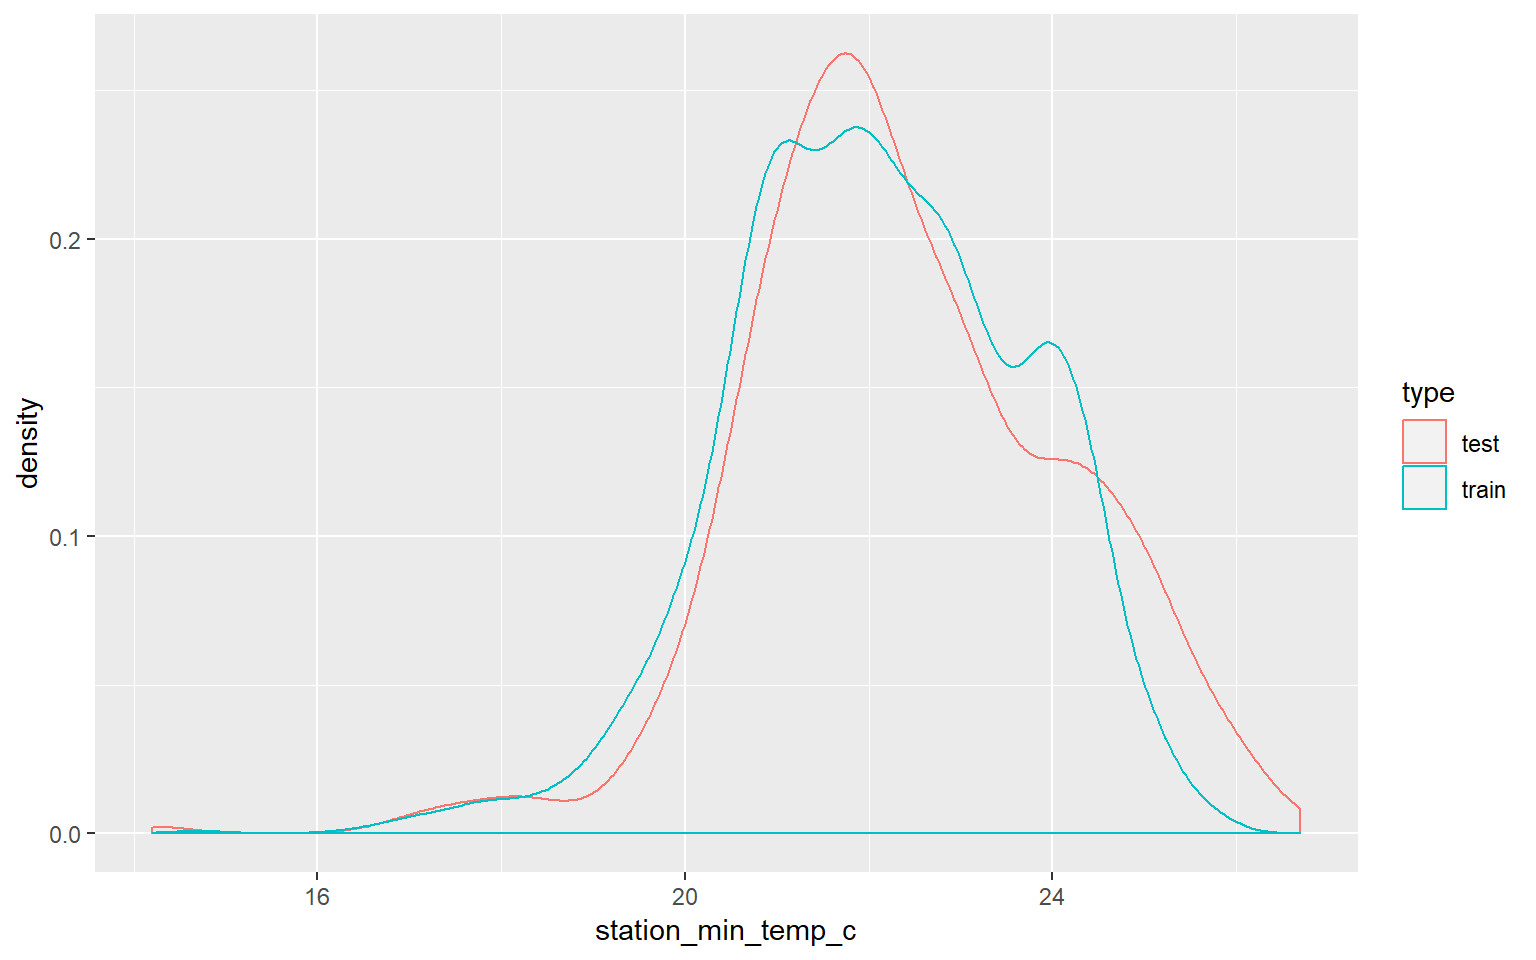 density
0.2
0.1
0.0
16
20
24
station_min_temp_c
type
test
train